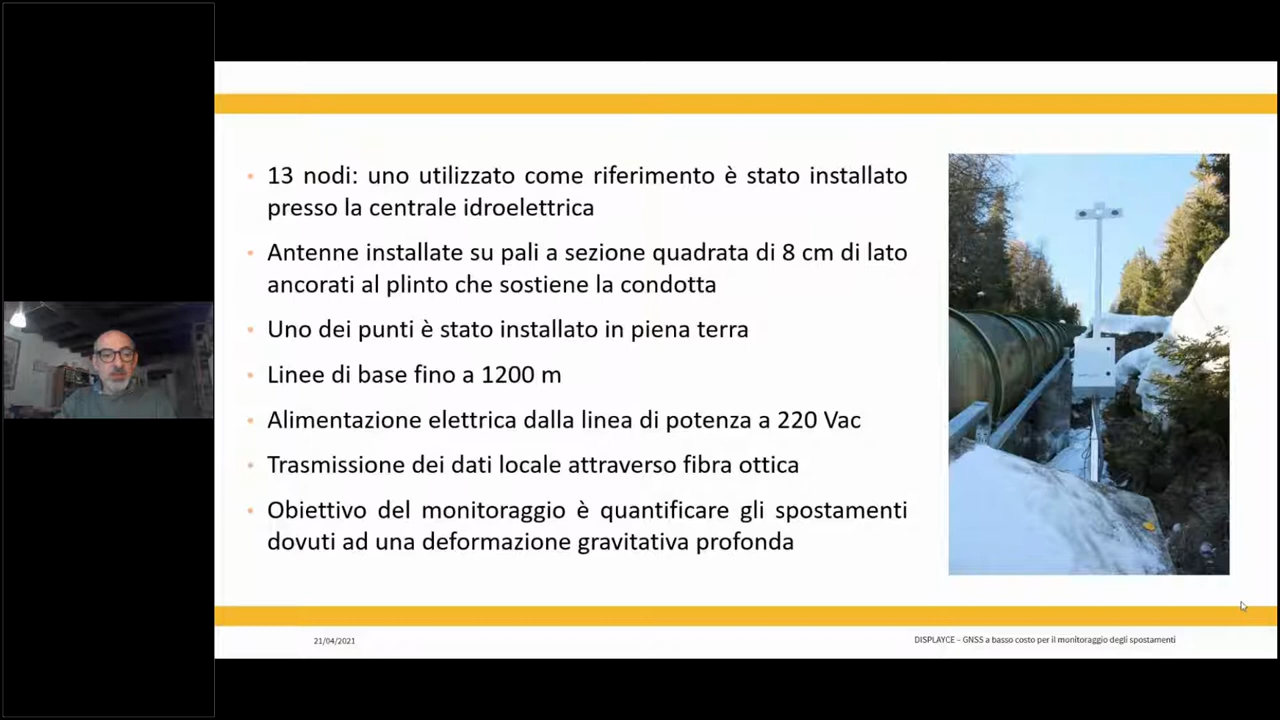 13 nodi: uno utilizzato come riferimento è stato installato
presso la centrale idroelettrica
Antenne installate su pali a sezione quadrata di 8 cm di lato
ancorati al plinto che sostiene la condotta
Uno dei punti è stato installato in piena terra
Linee di base fino a 1200 m
Alimentazione elettrica dalla linea di potenza a 220 Vac
Trasmissione dei dati locale attraverso fibra ottica
Obiettivo del monitoraggio è quantificare gli spostamenti
dovuti ad una deformazione gravitativa profonda
21/04/2021
DISPLAYCE – GNSS a basso costo per il monitoraggio degli spostamenti